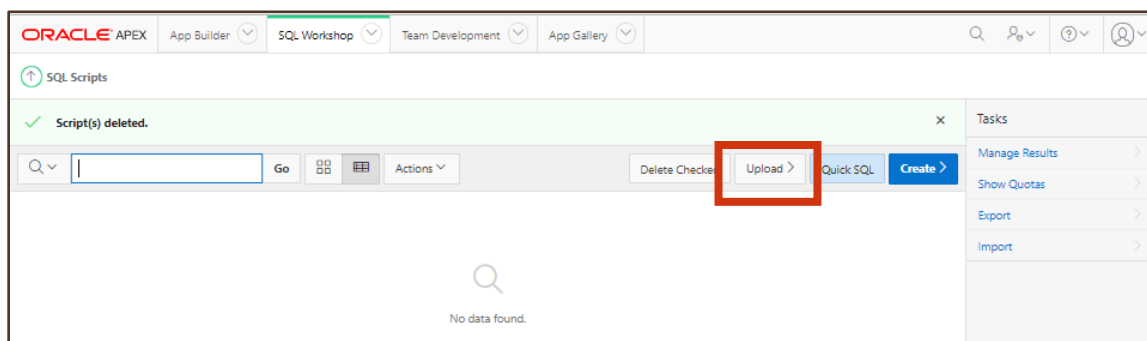 ORACLE APEX App Builder SQL Workshop Team Development App Gallery
SQL Scripts
Script(s) deleted.
Tasks
Go Actions Delete Checked Upload > Quick SQL Create >
Manage Results
Show Quotas
Export
Import
No data found.